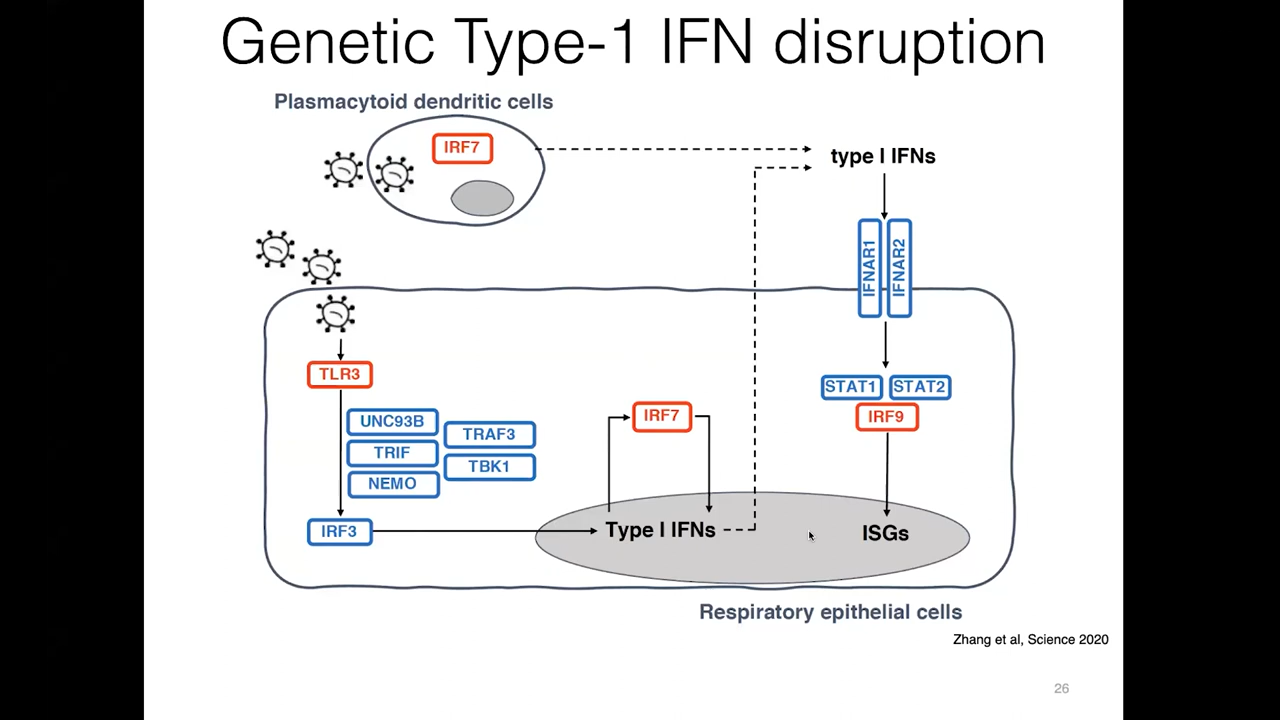 Genetic Type-1 IFN disruption
Plasmacytoid dendritic cells
IRF7
type I IFNs
IFNAR1
IFNAR2
TLR3
UNC93B
TRAF3
TRIF
TBK1
NEMO
IRF3
IRF7
STAT1
STAT2
IRF9
Type I IFNs
ISGs
Respiratory epithelial cells
Zhang et al, Science 2020
26